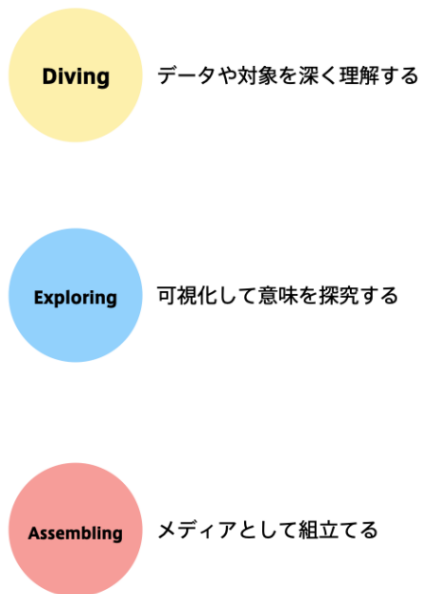 Diving データや対象を深く理解する
Exploring 可視化して意味を探究する
Assembling メディアとして組立てる